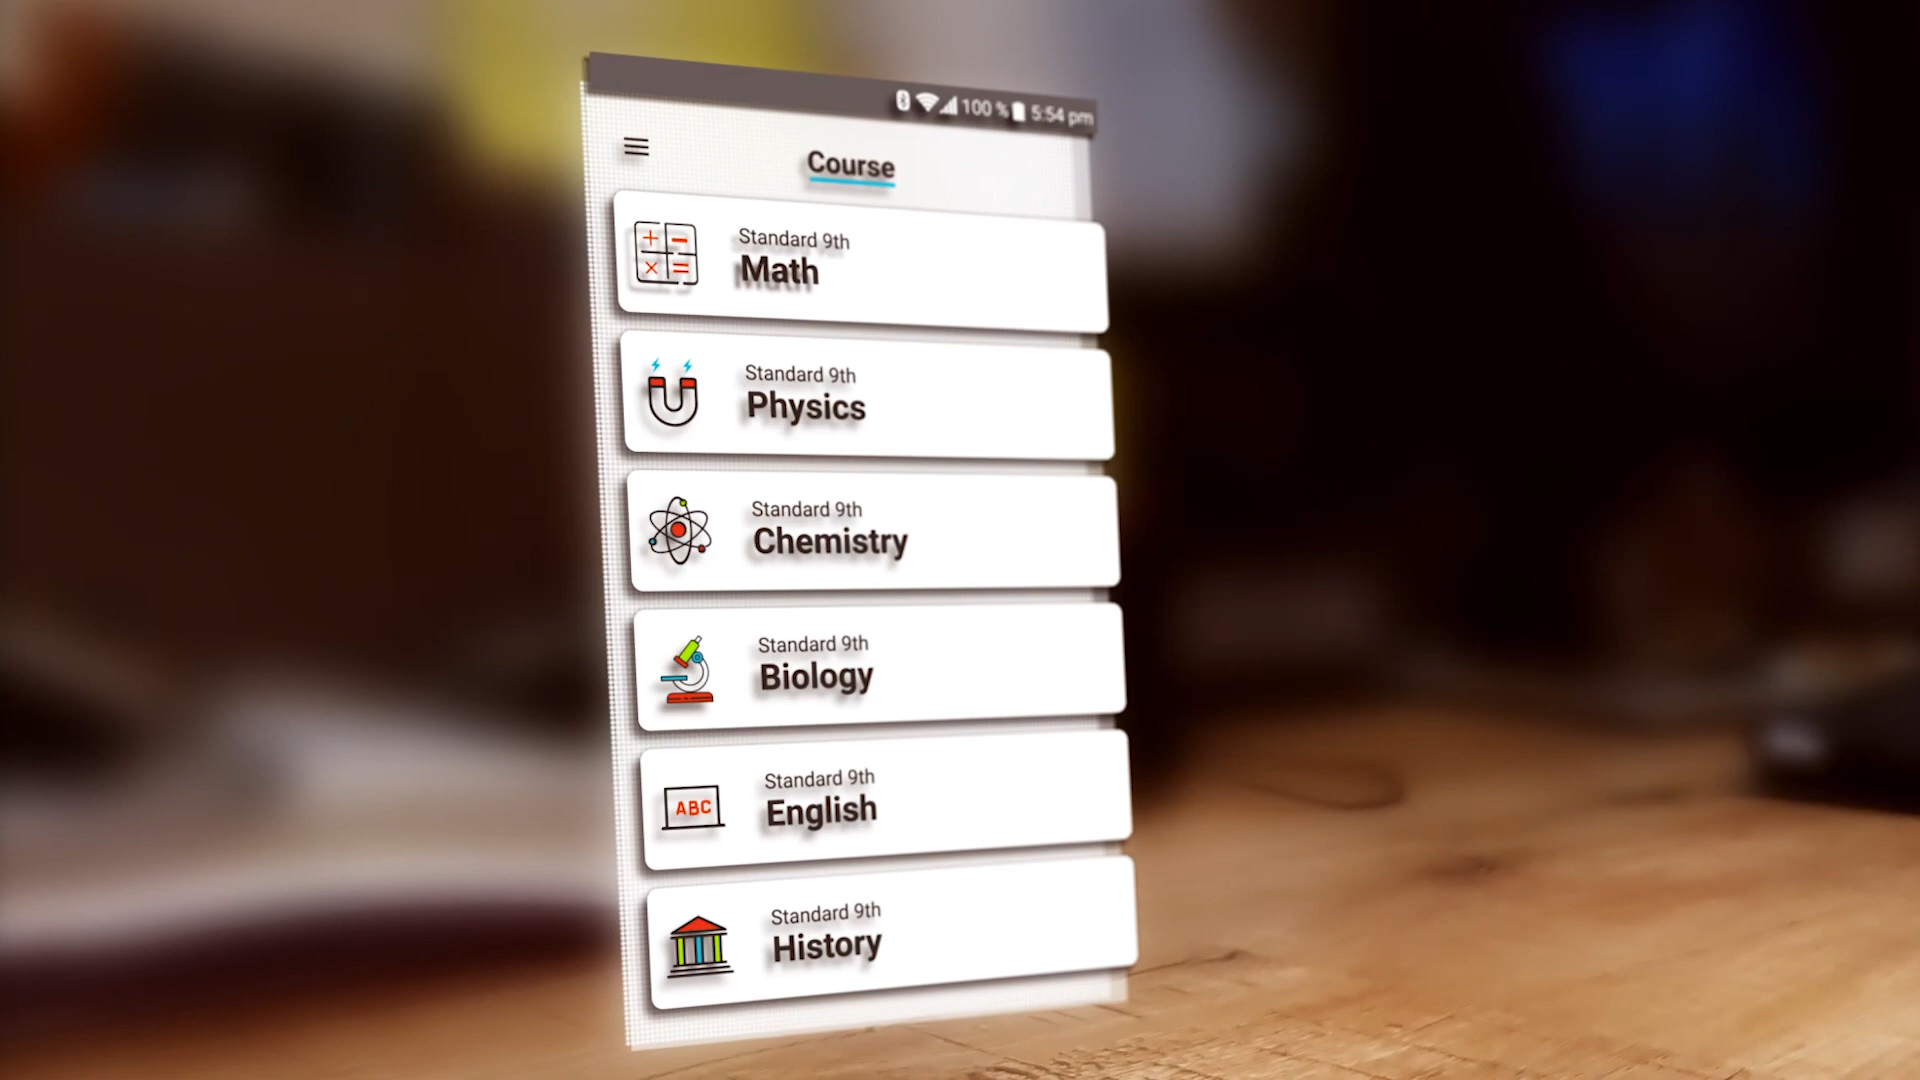 100 % 5:54 pm
Course
Standard 9th
Math
Standard 9th
Physics
Standard 9th
Chemistry
Standard 9th
Biology
ABC
Standard 9th
English
Standard 9th
History